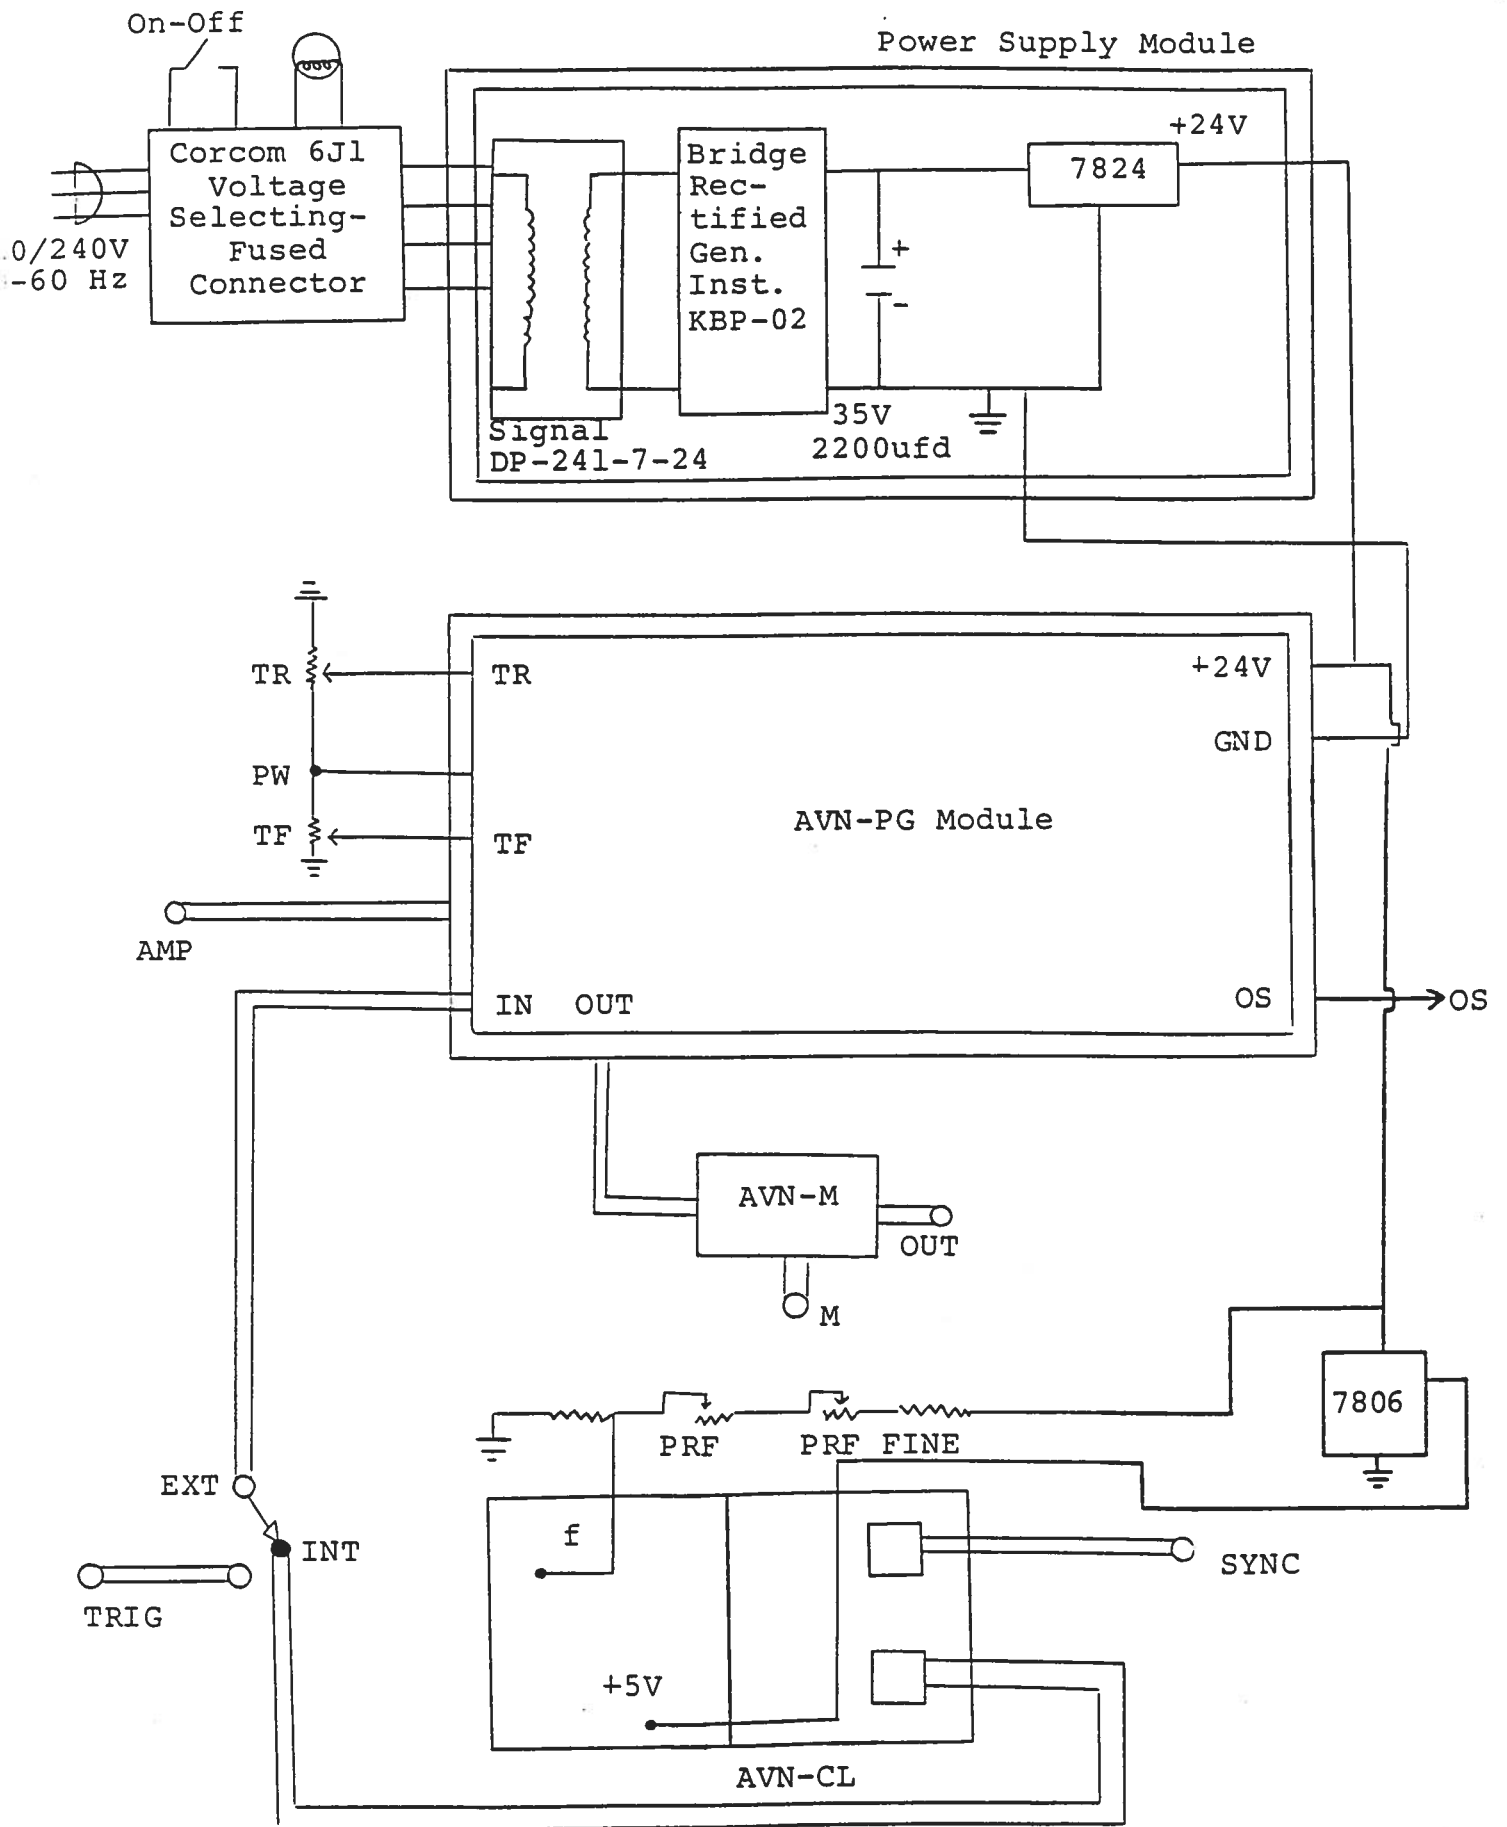 On-Off
Power Supply Module
Corcom 6J1
Voltage
Selecting-
Fused
Connector
0/240V
-60 Hz
Bridge
Rec-
tified
Gen.
Inst.
KBP-02
+24V
7824
+
-
35V
2200ufd
Signal
DP-241-7-24
TR
TR
+24V
GND
PW
AVN-PG Module
TF
TF
AMP
IN OUT
OS
OS
AVN-M
OUT
M
7806
PRF
PRF FINE
EXT
INT
f
SYNC
TRIG
+5V
AVN-CL